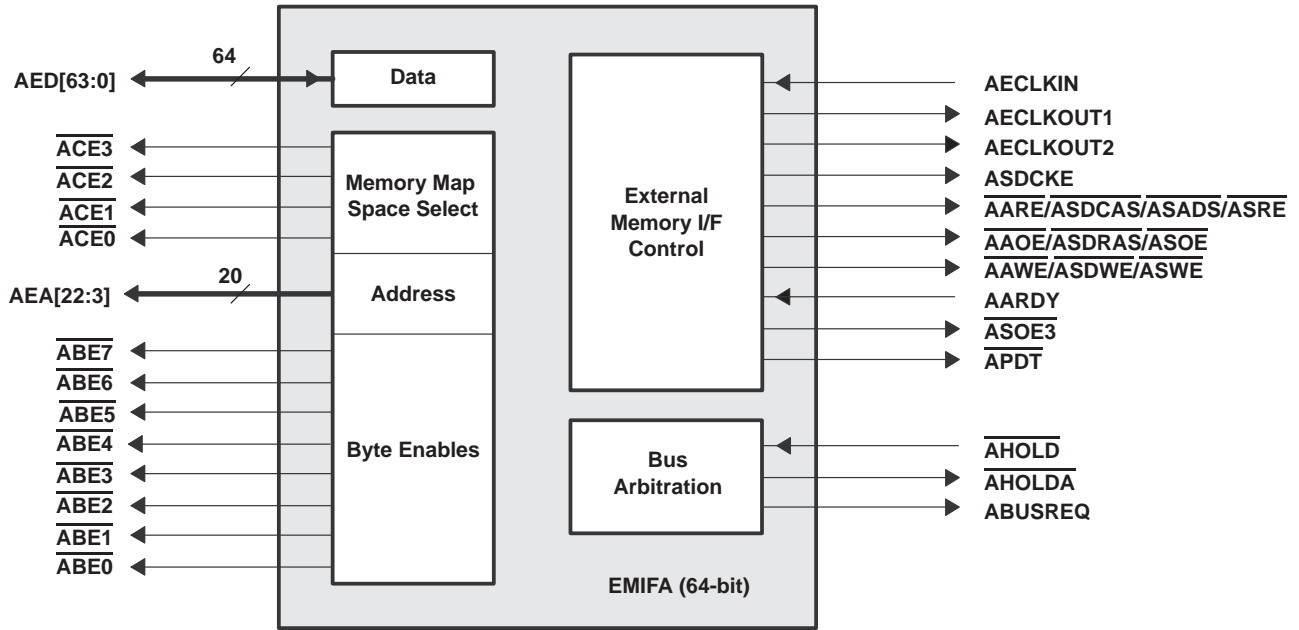 64
AED[63:0]
Data
ACE3
ACE2
ACE1
ACE0
Memory Map
Space Select
20
AEA[22:3]
Address
ABE7
ABE6
ABE5
ABE4
ABE3
ABE2
ABE1
ABE0
Byte Enables
External
Memory I/F
Control
AECLKIN
AECLKOUT1
AECLKOUT2
ASDCKE
AARE/ASDCAS/ASADS/ASRE
AAOE/ASDRAS/ASOE
AAWE/ASDWE/ASWE
AARDY
ASOE3
APDT
Bus
Arbitration
AHOLD
AHOLDA
ABUSREQ
EMIFA (64-bit)